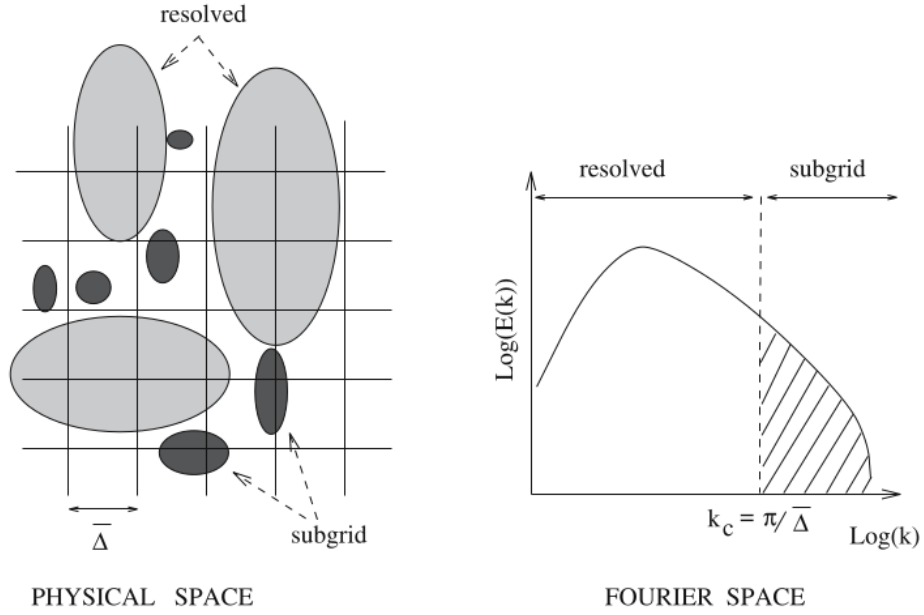 resolved
Δ̅
subgrid
PHYSICAL SPACE
resolved
subgrid
Log(E(k))
k_c = π/Δ̅
Log(k)
FOURIER SPACE